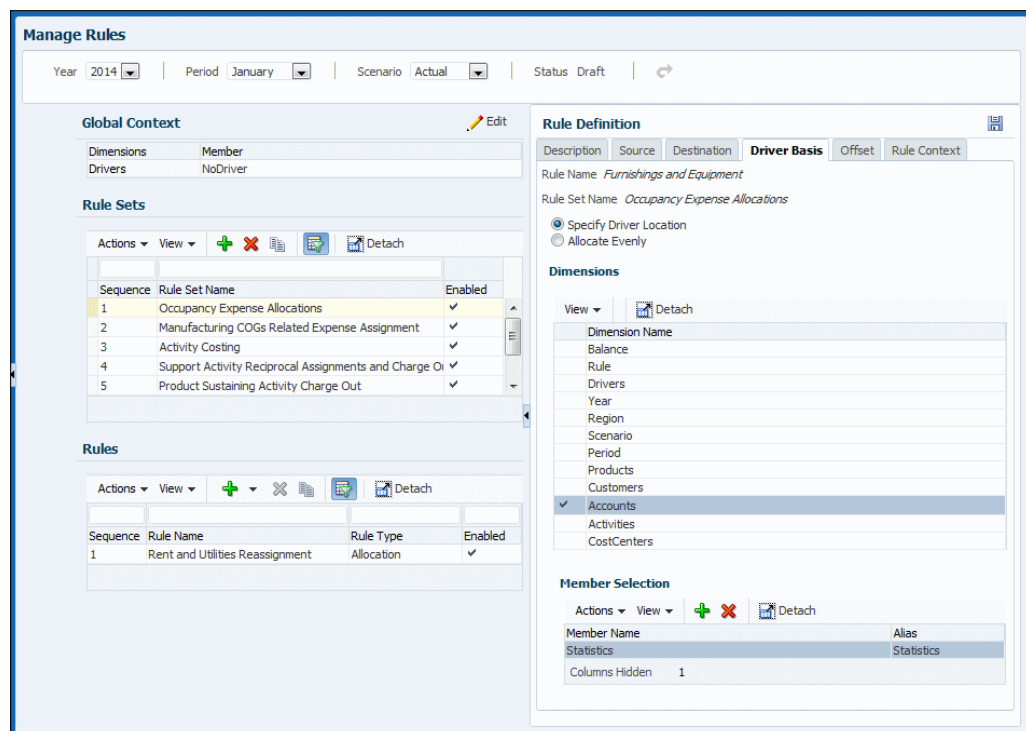 Manage Rules
Year 2014 Period January Scenario Actual Status Draft
Global Context Edit
Dimensions Member
Drivers NoDriver
Rule Sets
Actions View Detach
Sequence Rule Set Name Enabled
1 Occupancy Expense Allocations
2 Manufacturing COGs Related Expense Assignment
3 Activity Costing
4 Support Activity Reciprocal Assignments and Charge O
5 Product Sustaining Activity Charge Out
Rules
Actions View Detach
Sequence Rule Name Rule Type Enabled
1 Rent and Utilities Reassignment Allocation
Rule Definition
Description Source Destination Driver Basis Offset Rule Context
Rule Name Furnishings and Equipment
Rule Set Name Occupancy Expense Allocations
Specify Driver Location
Allocate Evenly
Dimensions
View Detach
Dimension Name
Balance
Rule
Drivers
Year
Region
Scenario
Period
Products
Customers
Accounts
Activities
CostCenters
Member Selection
Actions View Detach
Member Name Alias
Statistics Statistics
Columns Hidden 1